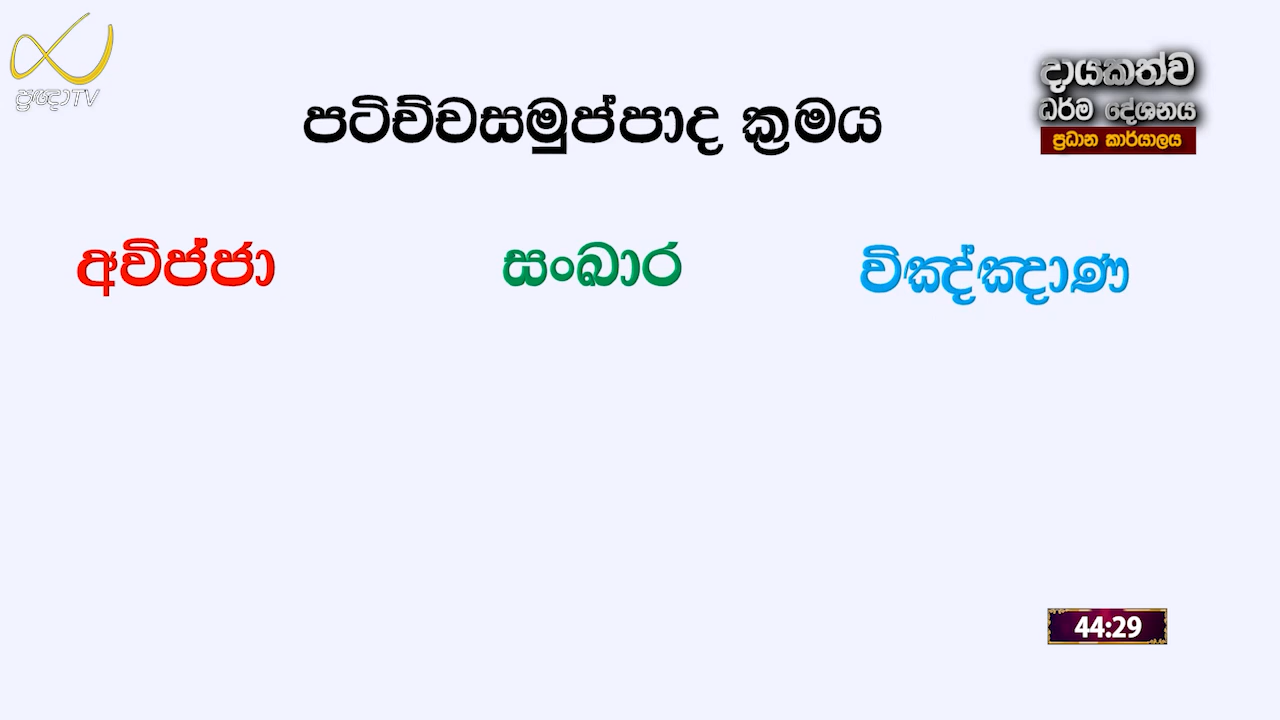 ප්‍රඥාTV
දායකත්ව
ධර්ම දේශනය
ප්‍රධාන කාර්යාලය
පටිච්චසමුප්පාද ක්‍රමය
අවිජ්ජා
සංඛාර
විඤ්ඤාණ
44:29